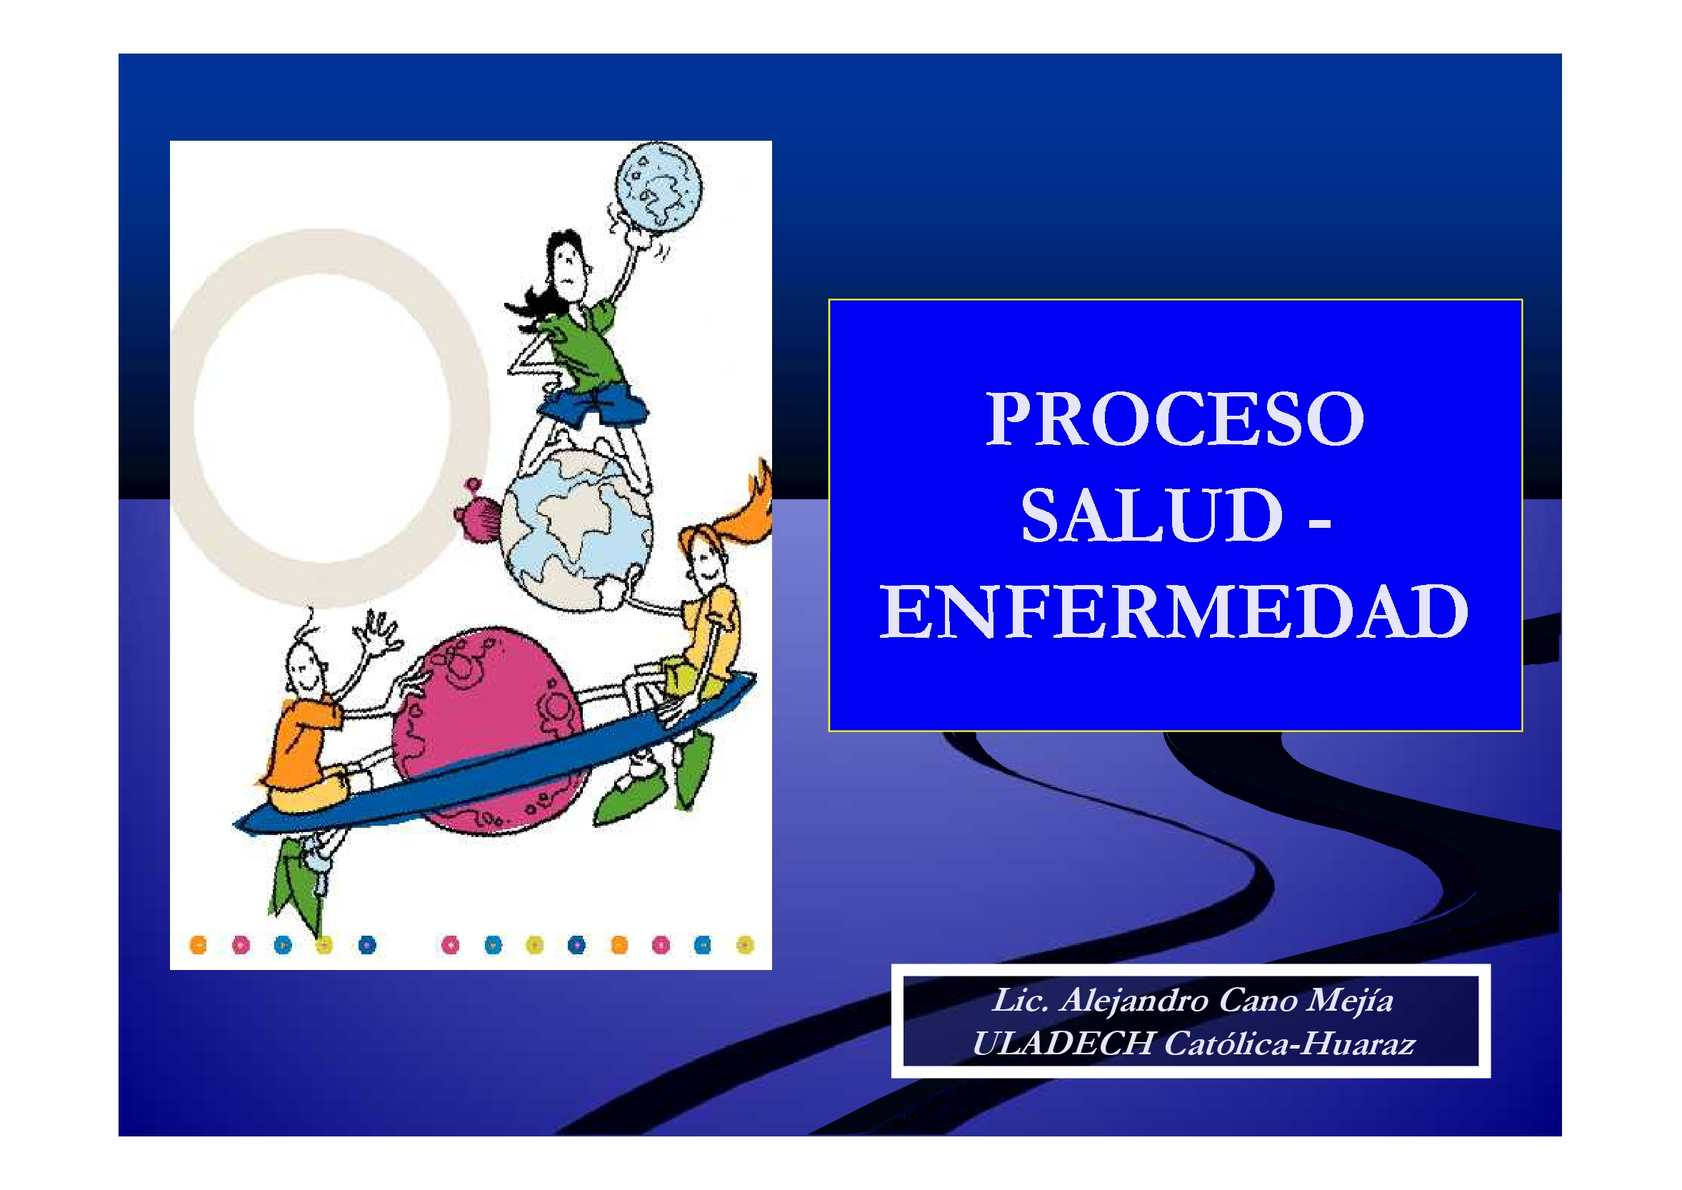 PROCESO
SALUD -
ENFERMEDAD
Lic. Alejandro Cano Mejía
ULADECH Católica-Huaraz